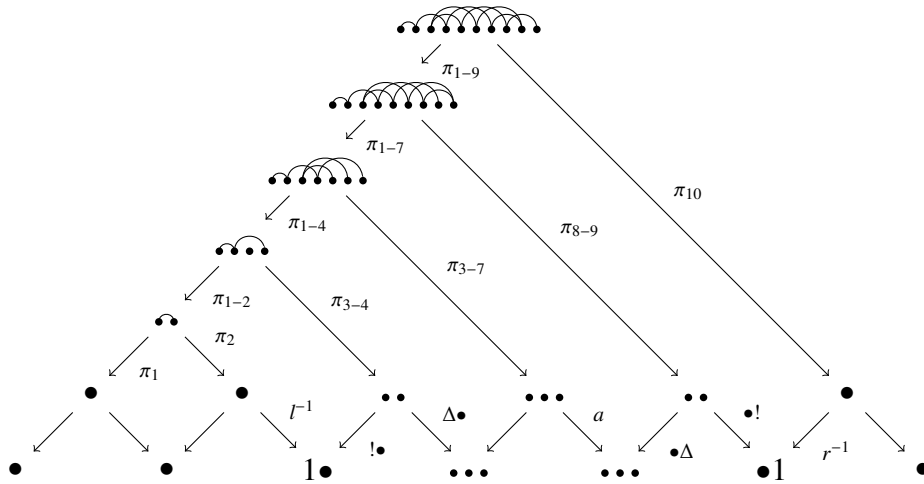 π₁₋₉
π₁₋₇
π₁₀
π₁₋₄
π₈₋₉
π₃₋₇
π₁₋₂
π₃₋₄
π₂
π₁
l⁻¹ Δ• a •!
!• •Δ r⁻¹
1• •1